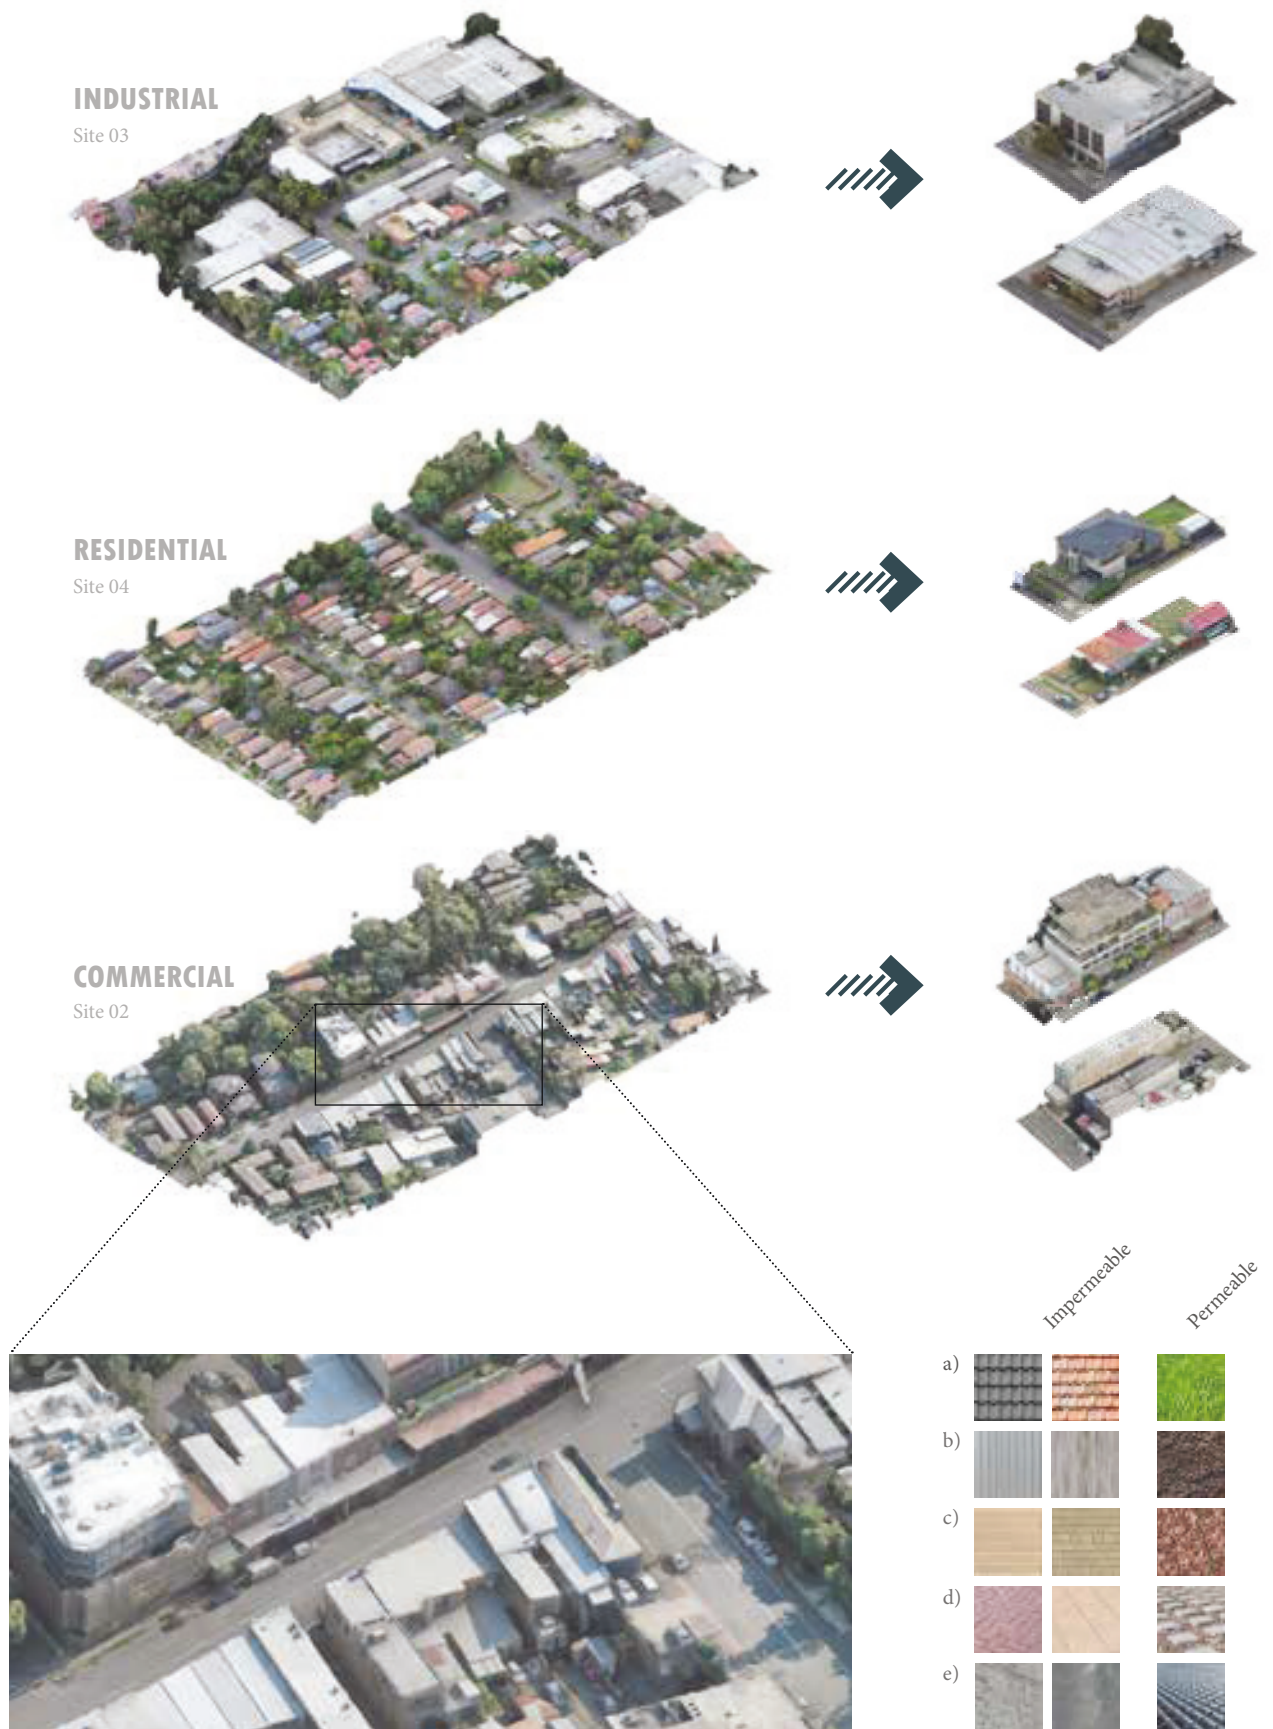 INDUSTRIAL
Site 03
RESIDENTIAL
Site 04
COMMERCIAL
Site 02
Impermeable
Permeable
a)
b)
c)
d)
e)